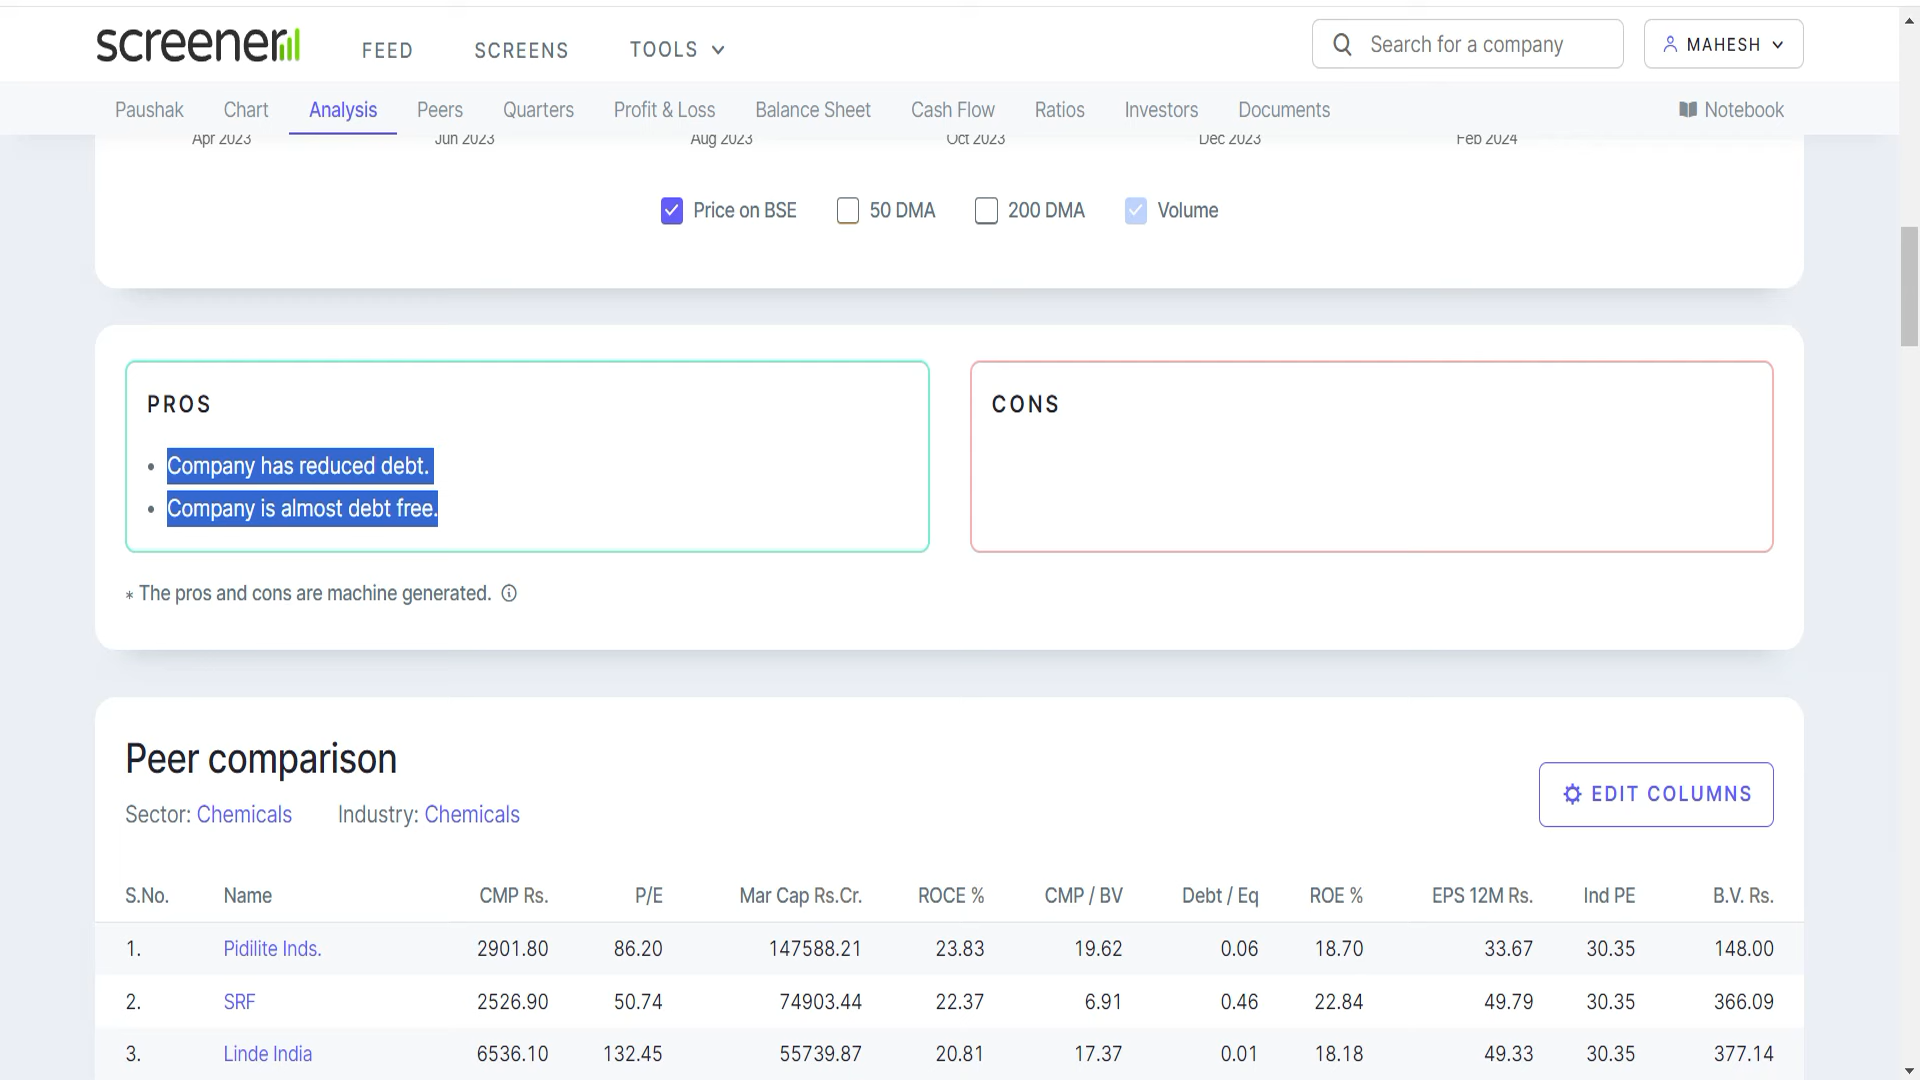 screener FEED SCREENS TOOLS Search for a company MAHESH
Paushak Chart Analysis Peers Quarters Profit & Loss Balance Sheet Cash Flow Ratios Investors Documents Notebook
Apr 2023 Jun 2023 Aug 2023 Oct 2023 Dec 2023 Feb 2024
Price on BSE 50 DMA 200 DMA Volume
PROS
• Company has reduced debt.
• Company is almost debt free.
CONS
* The pros and cons are machine generated.
Peer comparison
EDIT COLUMNS
Sector: Chemicals Industry: Chemicals
S.No. Name CMP Rs. P/E Mar Cap Rs.Cr. ROCE % CMP / BV Debt / Eq ROE % EPS 12M Rs. Ind PE B.V. Rs.
1. Pidilite Inds. 2901.80 86.20 147588.21 23.83 19.62 0.06 18.70 33.67 30.35 148.00
2. SRF 2526.90 50.74 74903.44 22.37 6.91 0.46 22.84 49.79 30.35 366.09
3. Linde India 6536.10 132.45 55739.87 20.81 17.37 0.01 18.18 49.33 30.35 377.14